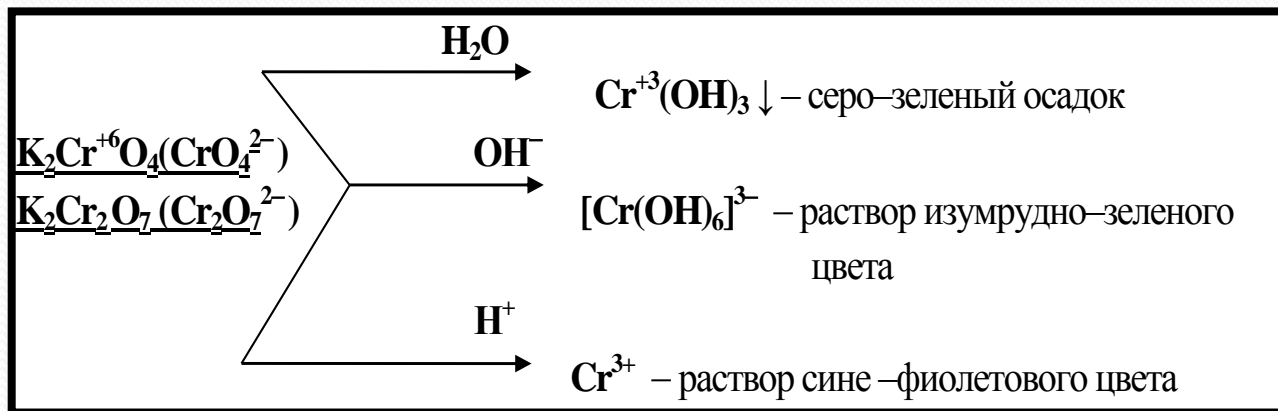 H₂O
Cr⁺³(OH)₃ ↓ – серо–зеленый осадок
K₂Cr⁺⁶O₄(CrO₄²⁻)
OH⁻
K₂Cr₂O₇ (Cr₂O₇²⁻)
[Cr(OH)₆]³⁻ – раствор изумрудно–зеленого
цвета
H⁺
Cr³⁺ – раствор сине –фиолетового цвета